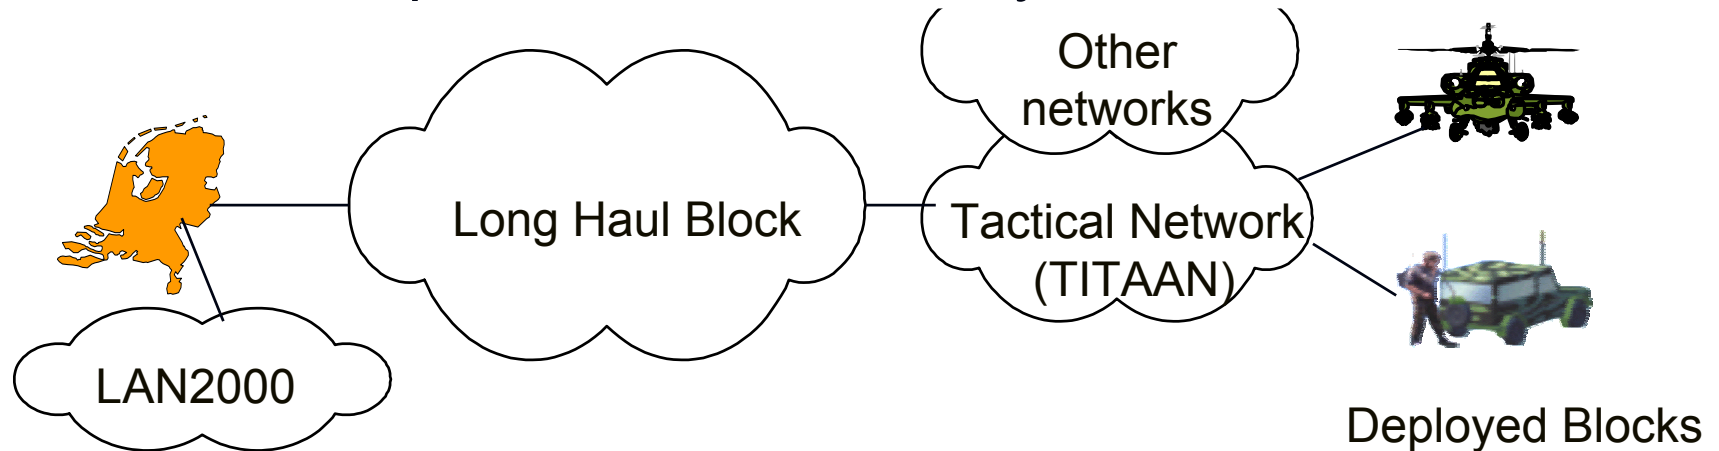 Other
networks
Long Haul Block
Tactical Network
(TITAAN)
LAN2000
Deployed Blocks